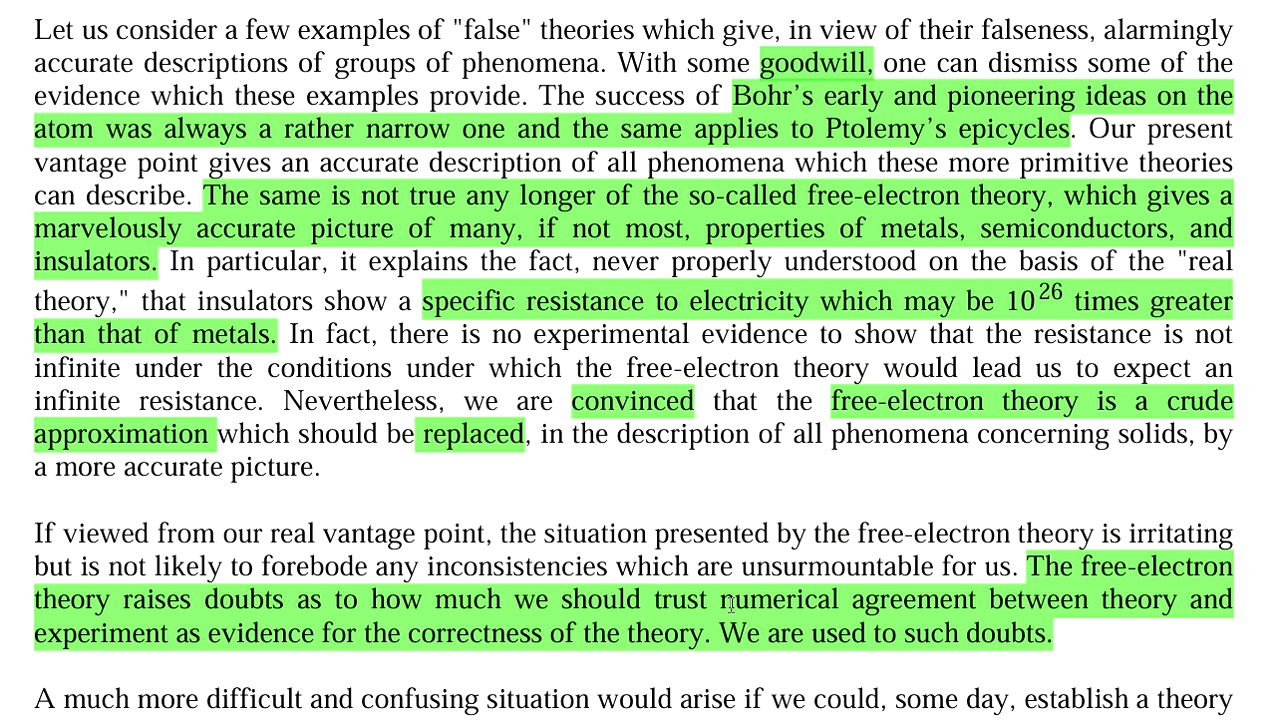 Let us consider a few examples of "false" theories which give, in view of their falseness, alarmingly
accurate descriptions of groups of phenomena. With some goodwill, one can dismiss some of the
evidence which these examples provide. The success of Bohr’s early and pioneering ideas on the
atom was always a rather narrow one and the same applies to Ptolemy’s epicycles. Our present
vantage point gives an accurate description of all phenomena which these more primitive theories
can describe. The same is not true any longer of the so-called free-electron theory, which gives a
marvelously accurate picture of many, if not most, properties of metals, semiconductors, and
insulators. In particular, it explains the fact, never properly understood on the basis of the "real
theory," that insulators show a specific resistance to electricity which may be 10²⁶ times greater
than that of metals. In fact, there is no experimental evidence to show that the resistance is not
infinite under the conditions under which the free-electron theory would lead us to expect an
infinite resistance. Nevertheless, we are convinced that the free-electron theory is a crude
approximation which should be replaced, in the description of all phenomena concerning solids, by
a more accurate picture.
If viewed from our real vantage point, the situation presented by the free-electron theory is irritating
but is not likely to forebode any inconsistencies which are unsurmountable for us. The free-electron
theory raises doubts as to how much we should trust numerical agreement between theory and
experiment as evidence for the correctness of the theory. We are used to such doubts.
A much more difficult and confusing situation would arise if we could, some day, establish a theory